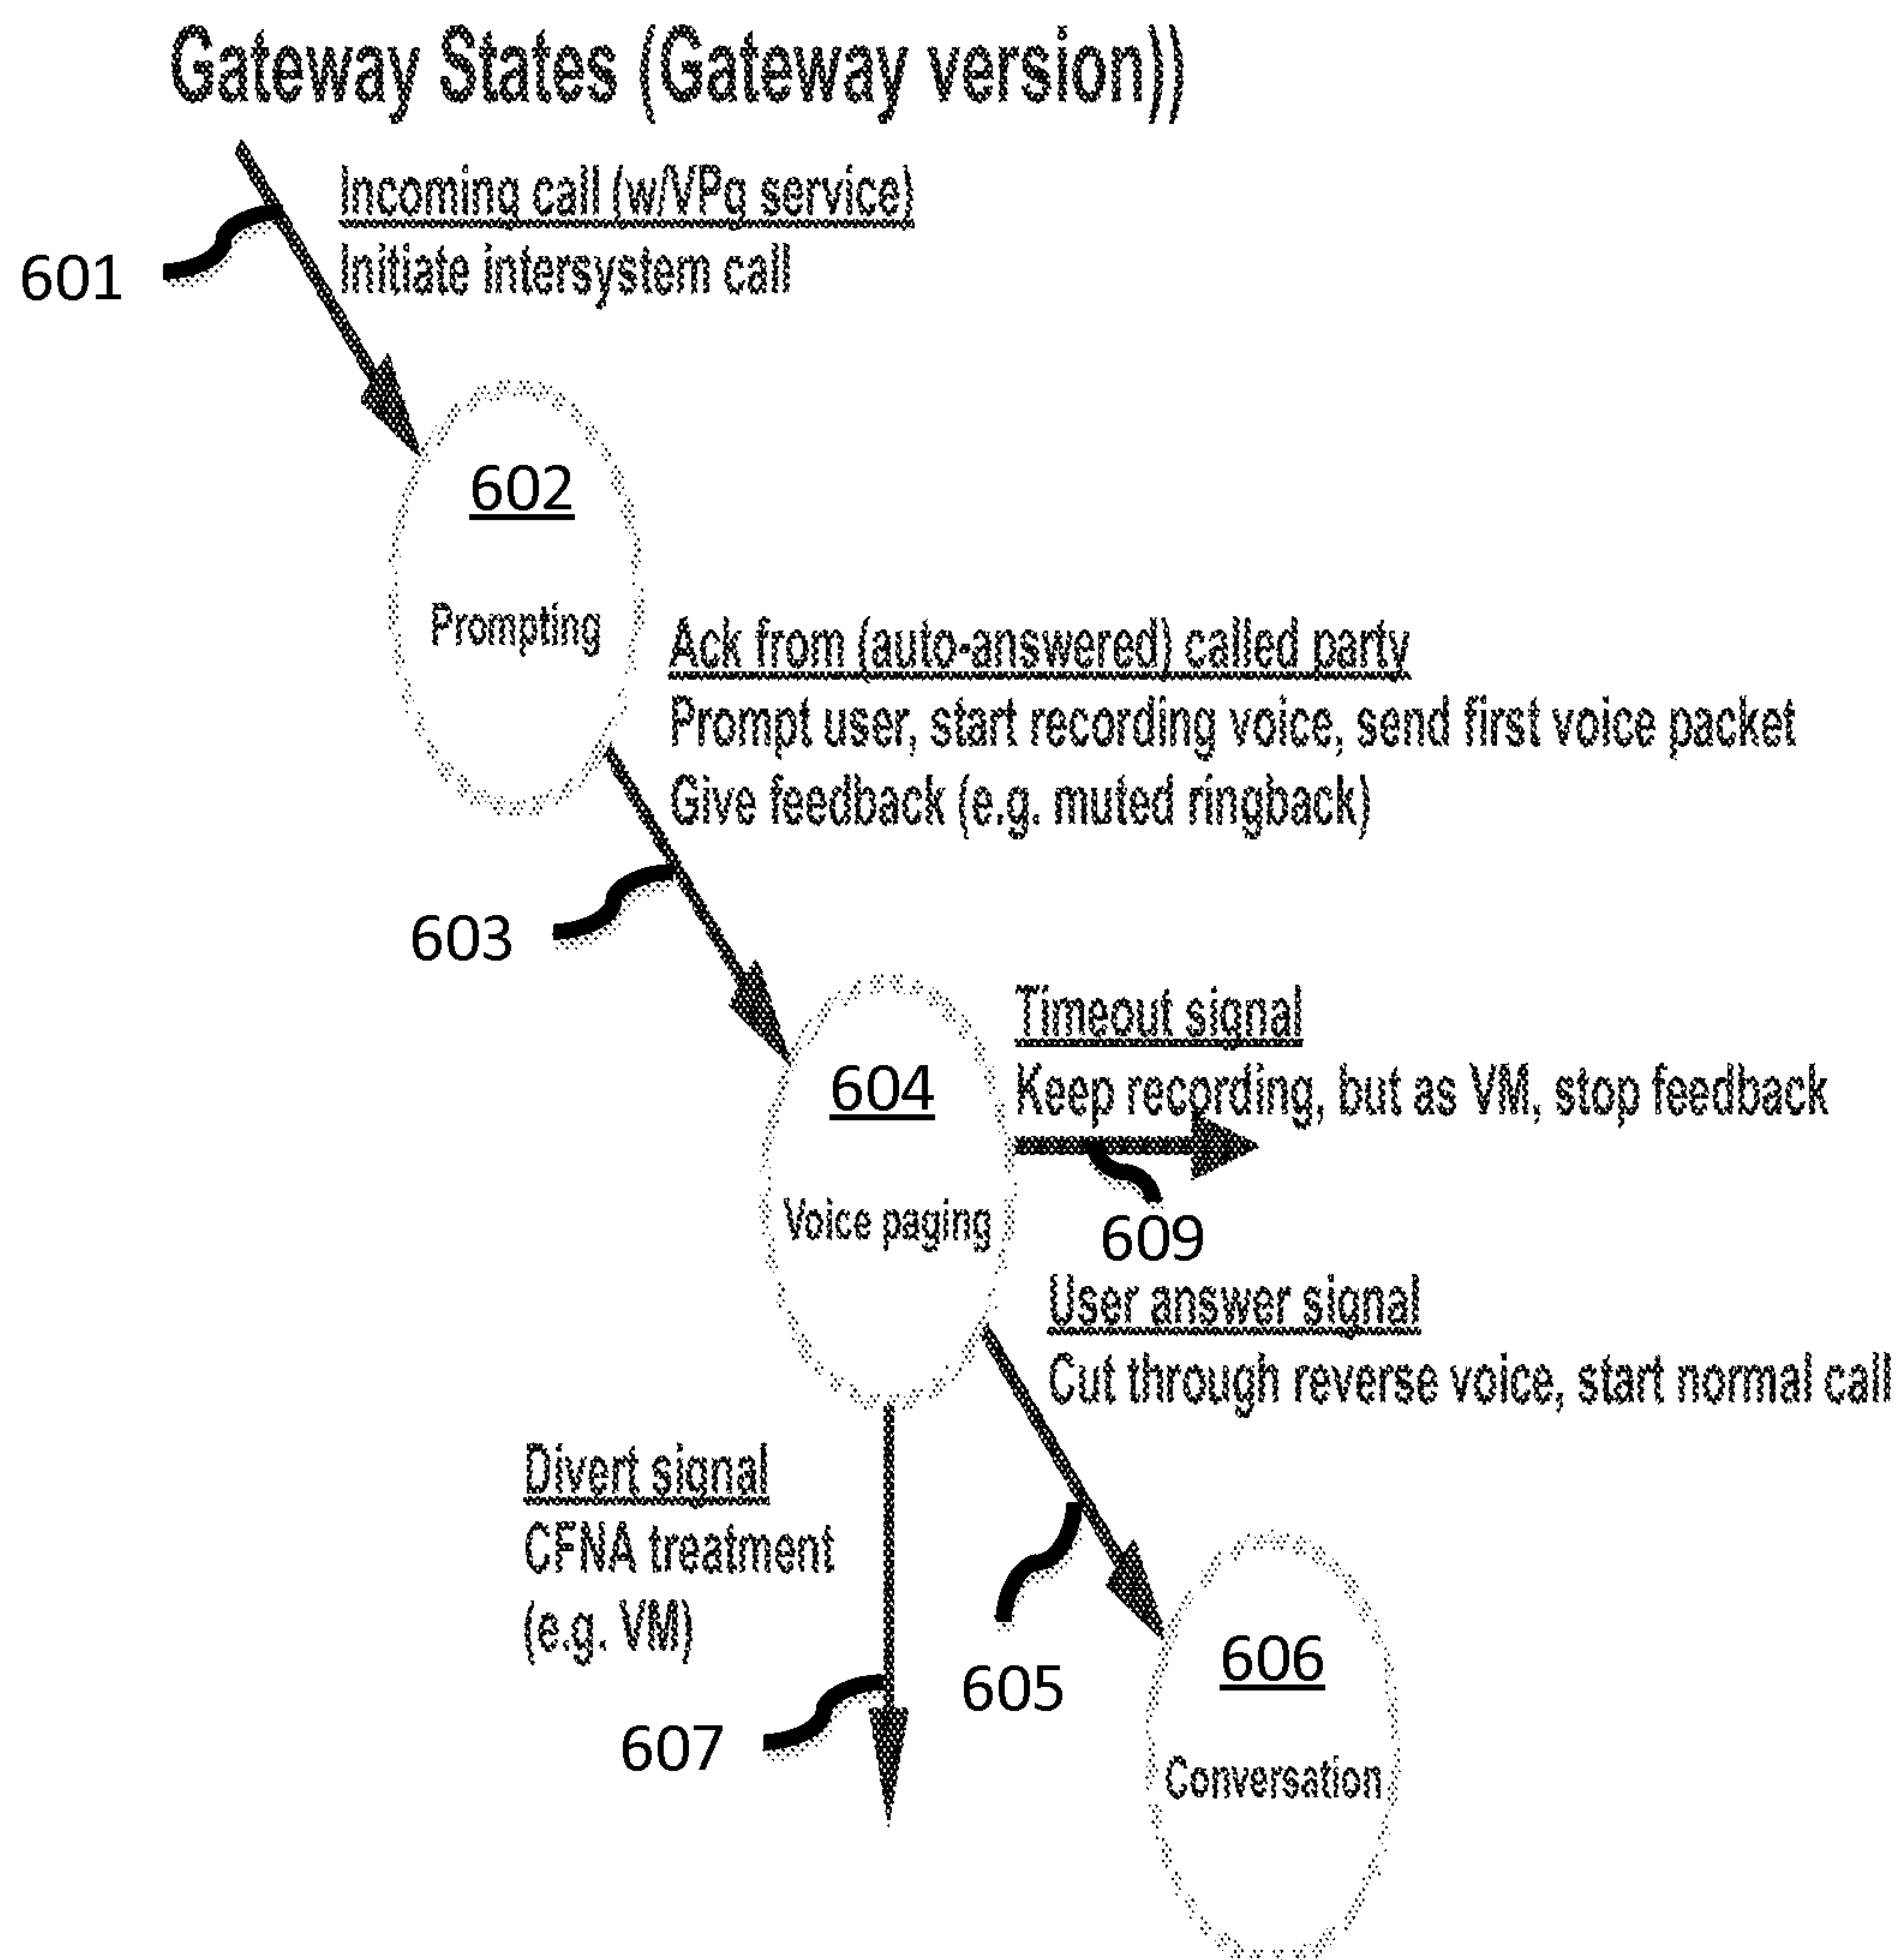 Gateway States (Gateway version))
Incoming call (w/VPg service)
Initiate intersystem call
601
602
Prompting
Ack from (auto-answered) called party
Prompt user, start recording voice, send first voice packet
Give feedback (e.g. muted ringback)
603
Timeout signal
Keep recording, but as VM, stop feedback
604
Voice paging
609
User answer signal
Cut through reverse voice, start normal call
Divert signal
CFNA treatment
(e.g. VM)
605
606
607
Conversation